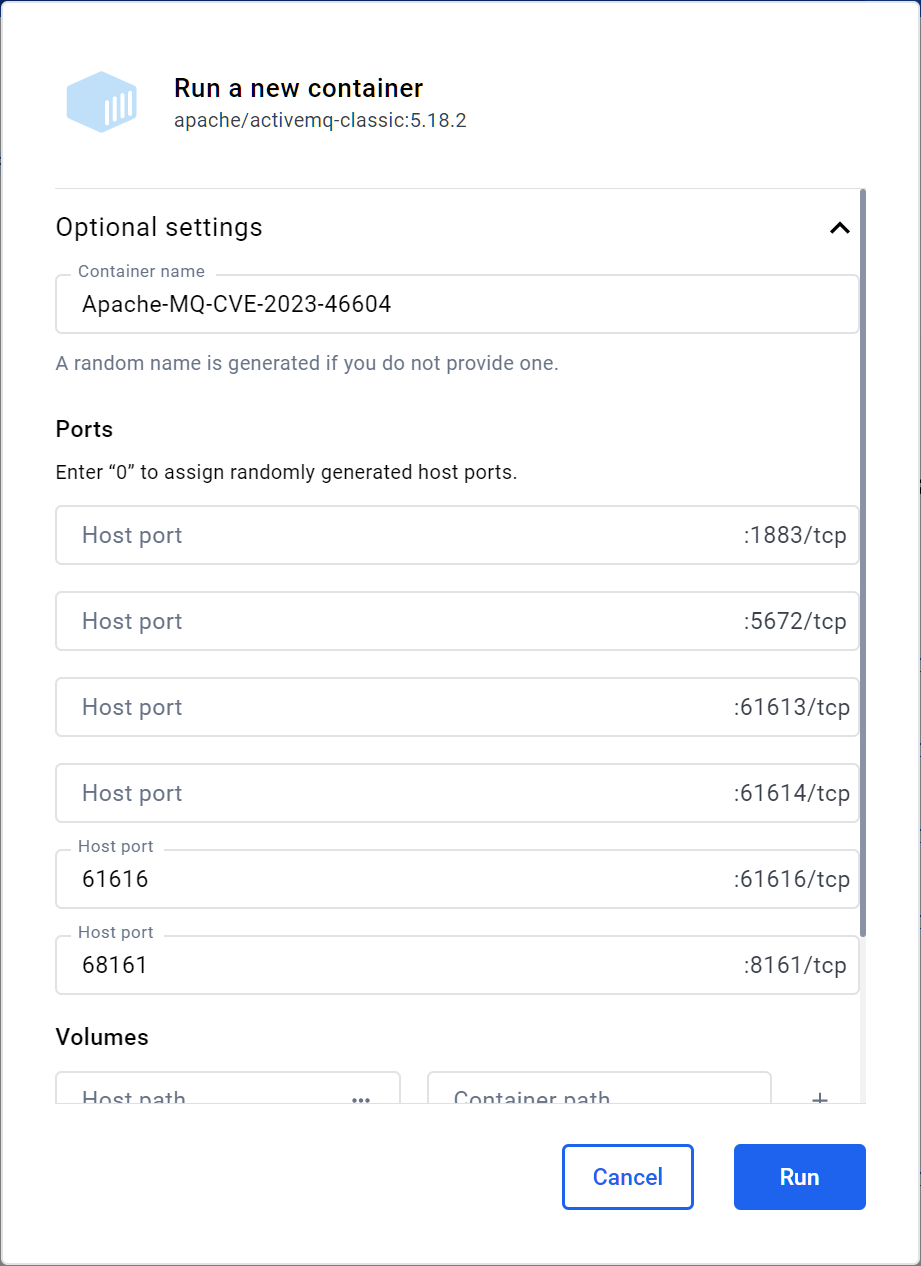 Run a new container
apache/activemq-classic:5.18.2
Optional settings
Container name
Apache-MQ-CVE-2023-46604
A random name is generated if you do not provide one.
Ports
Enter “0” to assign randomly generated host ports.
Host port :1883/tcp
Host port :5672/tcp
Host port :61613/tcp
Host port :61614/tcp
Host port
61616 :61616/tcp
Host port
68161 :8161/tcp
Volumes
Host path ••• Container path +
Cancel Run